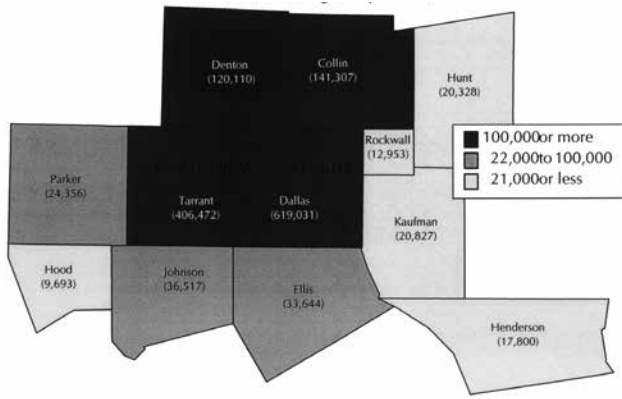 Denton
(120,110)
Collin
(141,307)
Hunt
(20,328)
Rockwall
(12,953)
100,000or more
22,000to 100,000
21,000or less
Parker
(24,356)
Tarrant
(406,472)
Dallas
(619,031)
Kaufman
(20,827)
Hood
(9,693)
Johnson
(36,517)
Ellis
(33,644)
Henderson
(17,800)